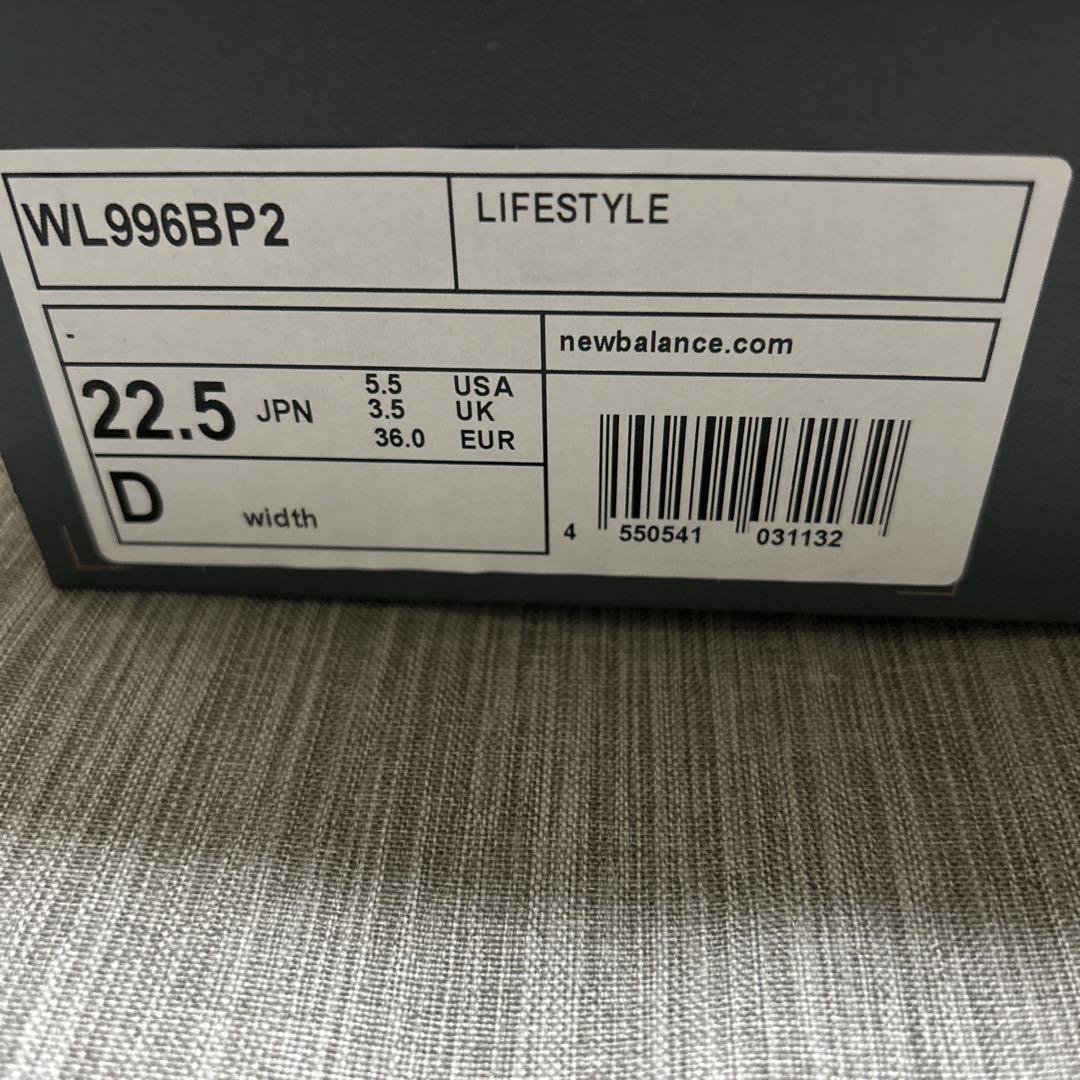 WL996BP2
LIFESTYLE
-
newbalance.com
22.5 JPN
5.5 USA
3.5 UK
36.0 EUR
D width
4 550541 031132